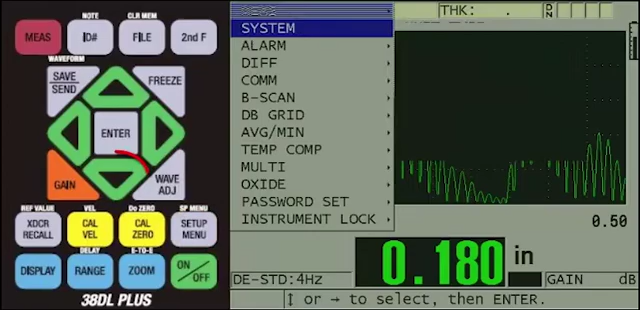 NOTE CLR MEM
MEAS ID# FILE 2nd F
WAVEFORM
SAVE
SEND
FREEZE
ENTER
GAIN
WAVE
ADJ
REF VALUE VEL Do ZERO SP MENU
XDCR
RECALL
CAL
VEL
CAL
ZERO
SETUP
MENU
DELAY E-TO-E
DISPLAY RANGE ZOOM ON
/OFF
38DL PLUS
THK: . DN
SYSTEM
ALARM
DIFF
COMM
B-SCAN
DB GRID
AVG/MIN
TEMP COMP
MULTI
OXIDE
PASSWORD SET
INSTRUMENT LOCK
0.50
0.180 in
DE-STD:4Hz GAIN dB
↕ or → to select, then ENTER.